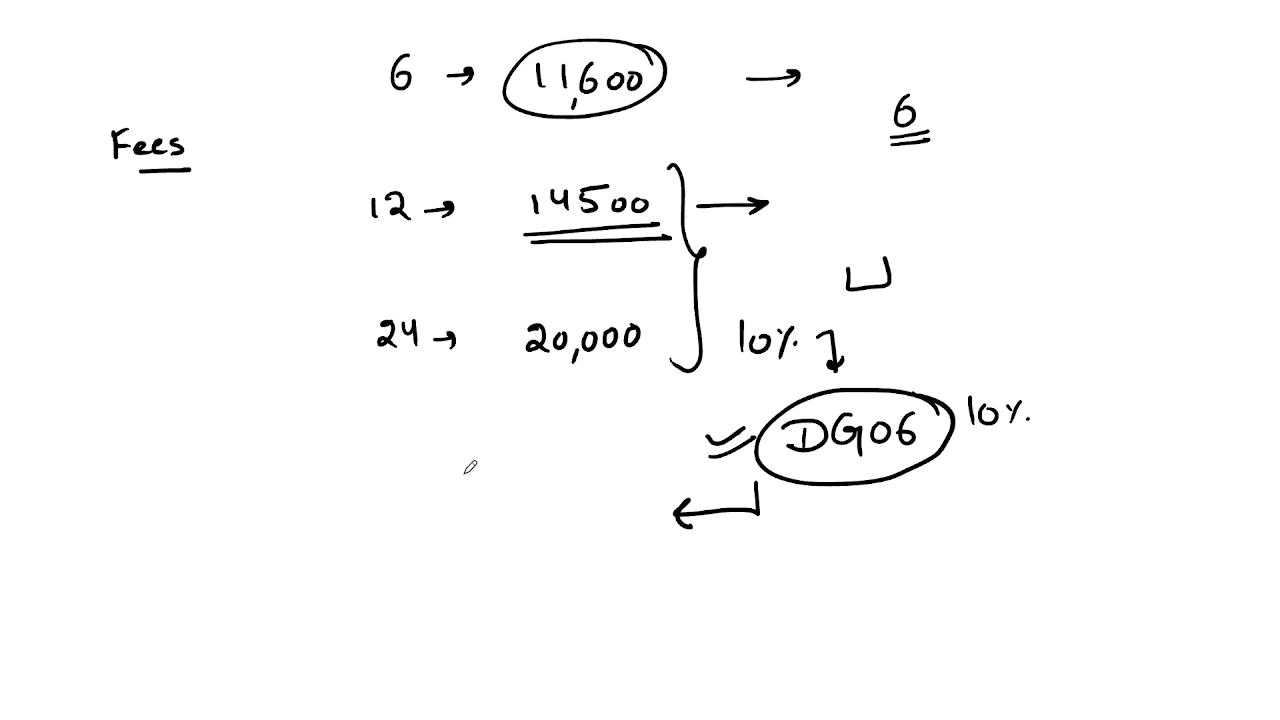 6 → 11,600 →
6
Fees
12 → 14500 →
24 → 20,000 10%
DG06 10%